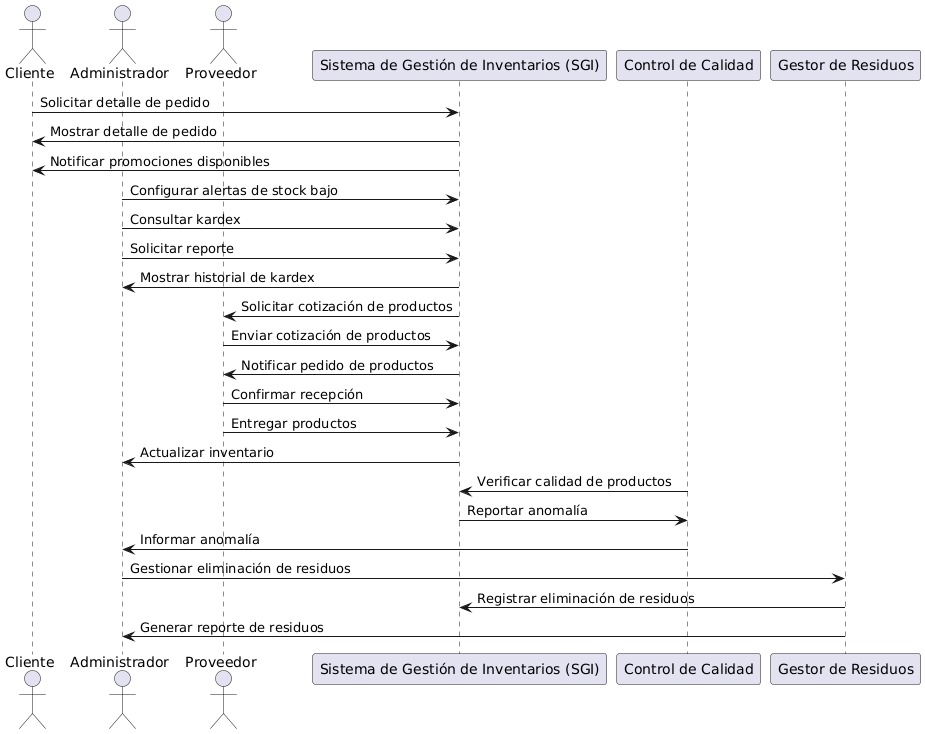 Cliente
Administrador
Proveedor
Sistema de Gestión de Inventarios (SGI)
Control de Calidad
Gestor de Residuos
Solicitar detalle de pedido
Mostrar detalle de pedido
Notificar promociones disponibles
Configurar alertas de stock bajo
Consultar kardex
Solicitar reporte
Mostrar historial de kardex
Solicitar cotización de productos
Enviar cotización de productos
Notificar pedido de productos
Confirmar recepción
Entregar productos
Actualizar inventario
Verificar calidad de productos
Reportar anomalía
Informar anomalía
Gestionar eliminación de residuos
Registrar eliminación de residuos
Generar reporte de residuos
Cliente
Administrador
Proveedor
Sistema de Gestión de Inventarios (SGI)
Control de Calidad
Gestor de Residuos